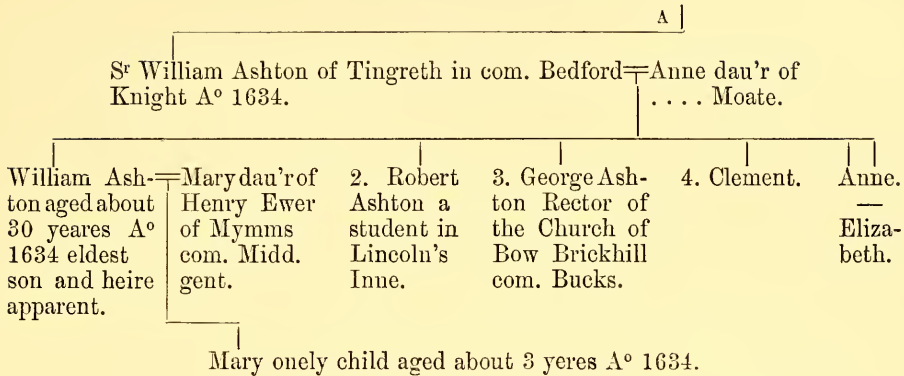 A
Sr William Ashton of Tingreth in com. Bedford=Anne dau'r of
Knight Ao 1634.
. . . . Moate.
William Ash-
ton aged about
30 yeares Ao
1634 eldest
son and heire
apparent.
=Mary dau'r of
Henry Ewer
of Mymms
com. Midd.
gent.
2. Robert
Ashton a
student in
Lincoln's
Inne.
3. George Ash-
ton Rector of
the Church of
Bow Brickhill
com. Bucks.
4. Clement.
Anne.
—
Eliza-
beth.
Mary onely child aged about 3 yeres Ao 1634.